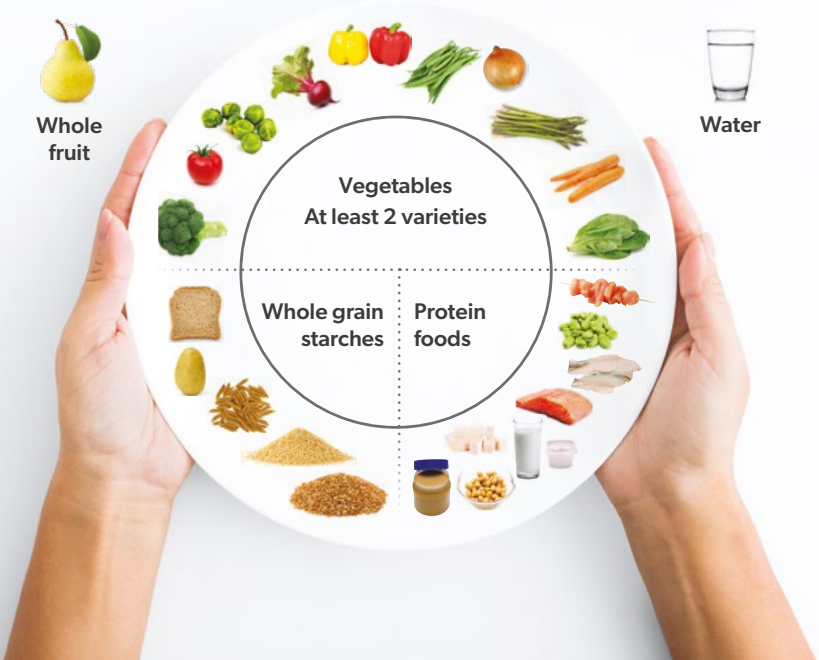 Whole
fruit
Water
Vegetables
At least 2 varieties
Whole grain
starches
Protein
foods